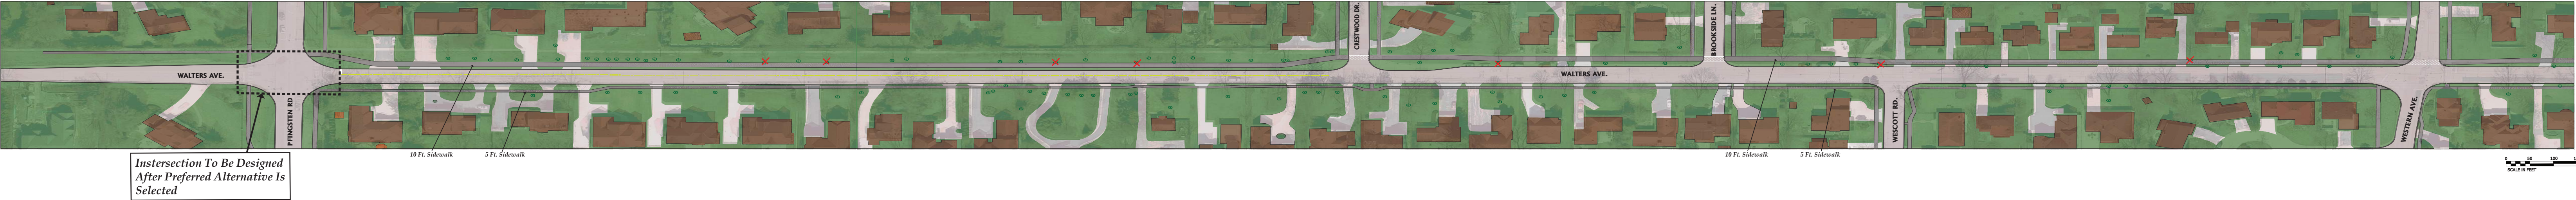 CRESTWOOD DR.
BROOKSIDE LN.
WALTERS AVE.
WALTERS AVE.
PFINGSTEN RD
WESCOTT RD.
WESTERN AVE.
10 Ft. Sidewalk
5 Ft. Sidewalk
10 Ft. Sidewalk
5 Ft. Sidewalk
Instersection To Be Designed
After Preferred Alternative Is
Selected
0 50 100
SCALE IN FEET